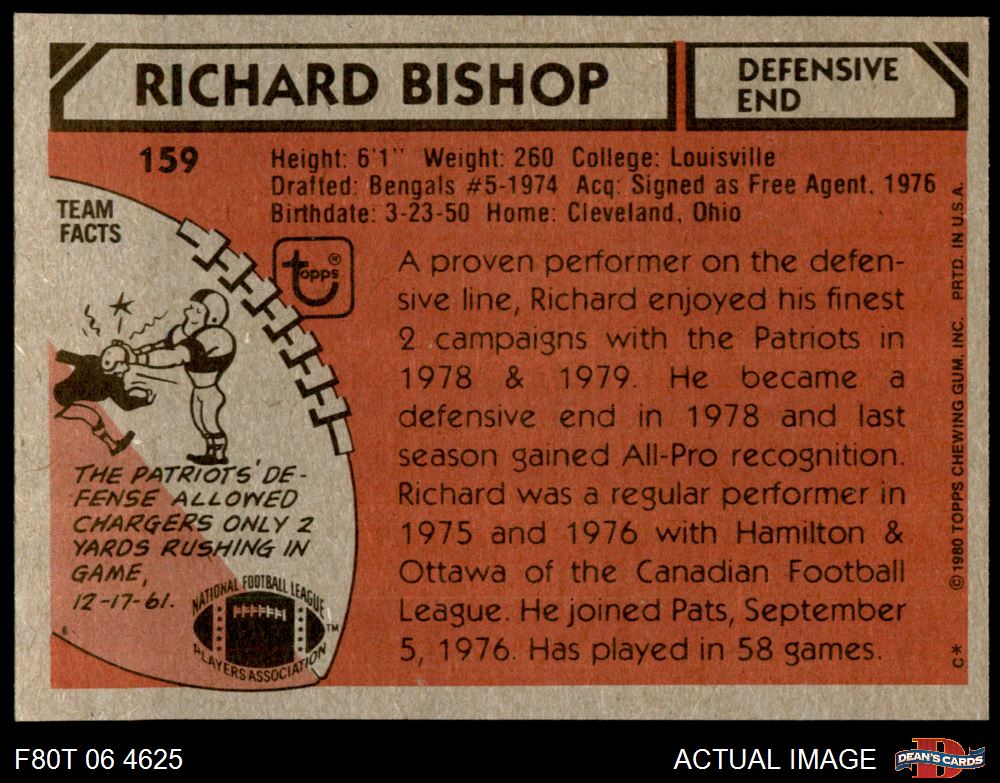 RICHARD BISHOP
DEFENSIVE
END
159
Height: 6'1" Weight: 260 College: Louisville
Drafted: Bengals #5-1974 Acq: Signed as Free Agent, 1976
Birthdate: 3-23-50 Home: Cleveland, Ohio
TEAM
FACTS
Topps®
A proven performer on the defen-
sive line, Richard enjoyed his finest
2 campaigns with the Patriots in
1978 & 1979. He became a
defensive end in 1978 and last
season gained All-Pro recognition.
Richard was a regular performer in
1975 and 1976 with Hamilton &
Ottawa of the Canadian Football
League. He joined Pats, September
5, 1976. Has played in 58 games.
THE PATRIOTS' DE-
FENSE ALLOWED
CHARGERS ONLY 2
YARDS RUSHING IN
GAME,
12-17-61.
NATIONAL FOOTBALL LEAGUE
PLAYERS ASSOCIATION
TM
6
C* © 1980 TOPPS CHEWING GUM, INC. PRTD. IN U.S.A.
F80T 06 4625
ACTUAL IMAGE
D
DEAN'S CARDS